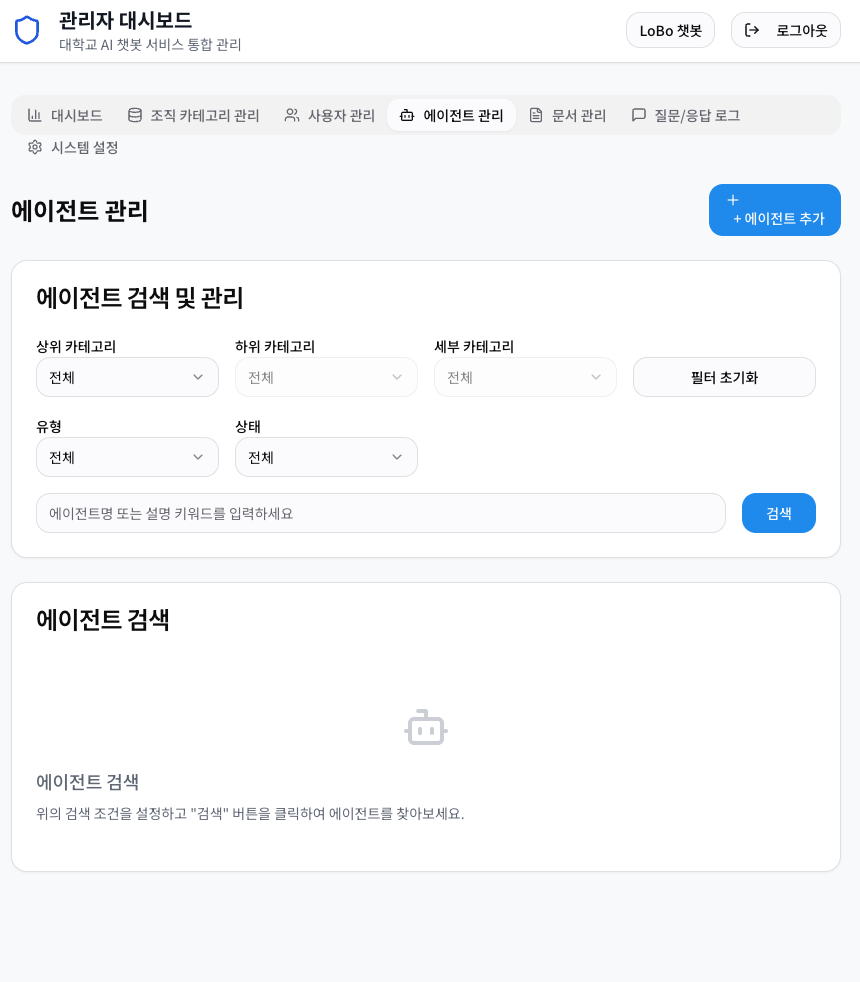 관리자 대시보드
대학교 AI 챗봇 서비스 통합 관리
LoBo 챗봇
로그아웃
대시보드
조직 카테고리 관리
사용자 관리
에이전트 관리
문서 관리
질문/응답 로그
시스템 설정
에이전트 관리
+ 에이전트 추가
에이전트 검색 및 관리
상위 카테고리
하위 카테고리
세부 카테고리
전체
전체
전체
필터 초기화
유형
상태
전체
전체
에이전트명 또는 설명 키워드를 입력하세요
검색
에이전트 검색
에이전트 검색
위의 검색 조건을 설정하고 "검색" 버튼을 클릭하여 에이전트를 찾아보세요.